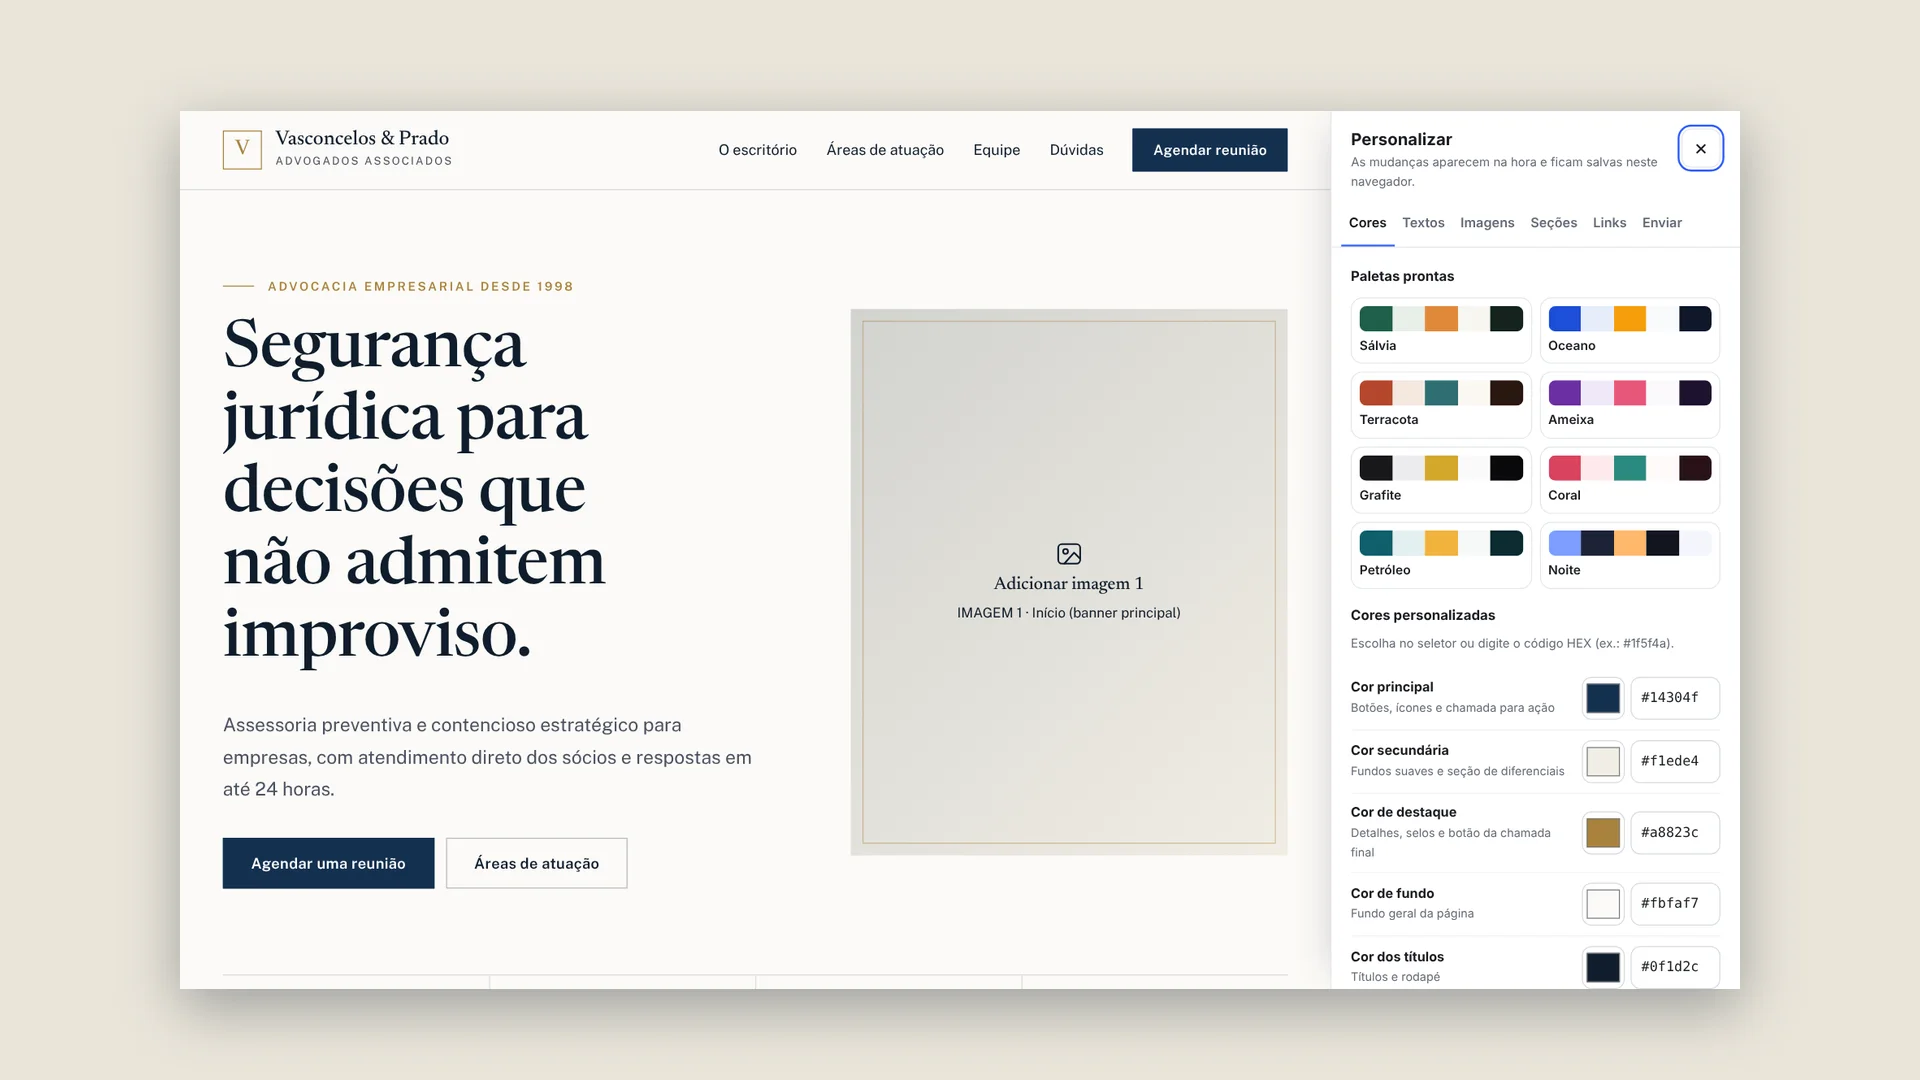 V
Vasconcelos & Prado
ADVOGADOS ASSOCIADOS
O escritório
Áreas de atuação
Equipe
Dúvidas
Agendar reunião
ADVOCACIA EMPRESARIAL DESDE 1998
Segurança
jurídica para
decisões que
não admitem
improviso.
Assessoria preventiva e contencioso estratégico para
empresas, com atendimento direto dos sócios e respostas em
até 24 horas.
Agendar uma reunião
Áreas de atuação
Adicionar imagem 1
IMAGEM 1 · Início (banner principal)
Personalizar
As mudanças aparecem na hora e ficam salvas neste
navegador.
Cores
Textos
Imagens
Seções
Links
Enviar
Paletas prontas
Sálvia
Oceano
Terracota
Ameixa
Grafite
Coral
Petróleo
Noite
Cores personalizadas
Escolha no seletor ou digite o código HEX (ex.: #1f5f4a).
Cor principal
Botões, ícones e chamada para ação
#14304f
Cor secundária
Fundos suaves e seção de diferenciais
#f1ede4
Cor de destaque
Detalhes, selos e botão da chamada
final
#a8823c
Cor de fundo
Fundo geral da página
#fbfaf7
Cor dos títulos
Títulos e rodapé
#0f1d2c